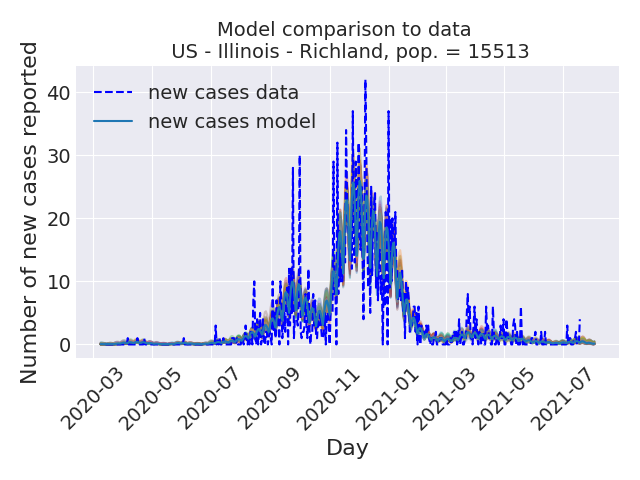 Model comparison to data
US - Illinois - Richland, pop. = 15513
Number of new cases reported
40
30
20
10
0
new cases data
new cases model
2020-03
2020-05
2020-07
2020-09
2020-11
2021-01
2021-03
2021-05
2021-07
Day